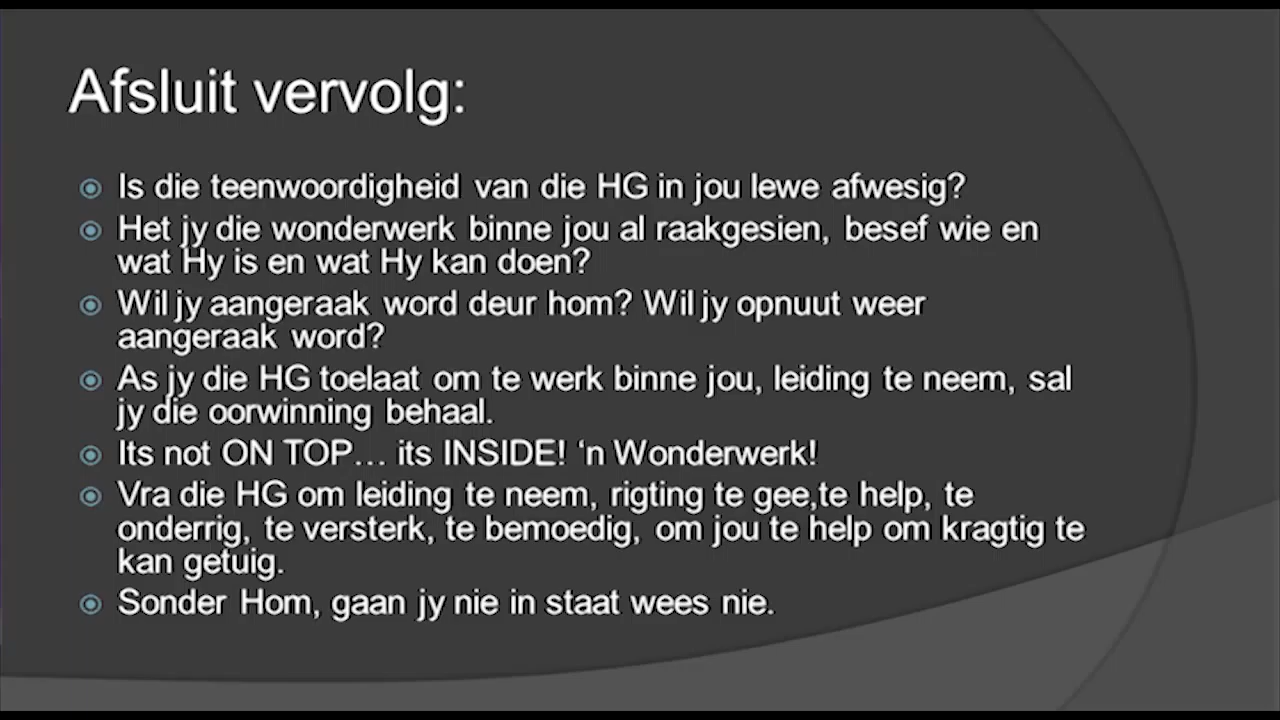 Afsluit vervolg:
Is die teenwoordigheid van die HG in jou lewe afwesig?
Het jy die wonderwerk binne jou al raakgesien, besef wie en
wat Hy is en wat Hy kan doen?
Wil jy aangeraak word deur hom? Wil jy opnuut weer
aangeraak word?
As jy die HG toelaat om te werk binne jou, leiding te neem, sal
jy die oorwinning behaal.
Its not ON TOP… its INSIDE! ‘n Wonderwerk!
Vra die HG om leiding te neem, rigting te gee,te help, te
onderrig, te versterk, te bemoedig, om jou te help om kragtig te
kan getuig.
Sonder Hom, gaan jy nie in staat wees nie.